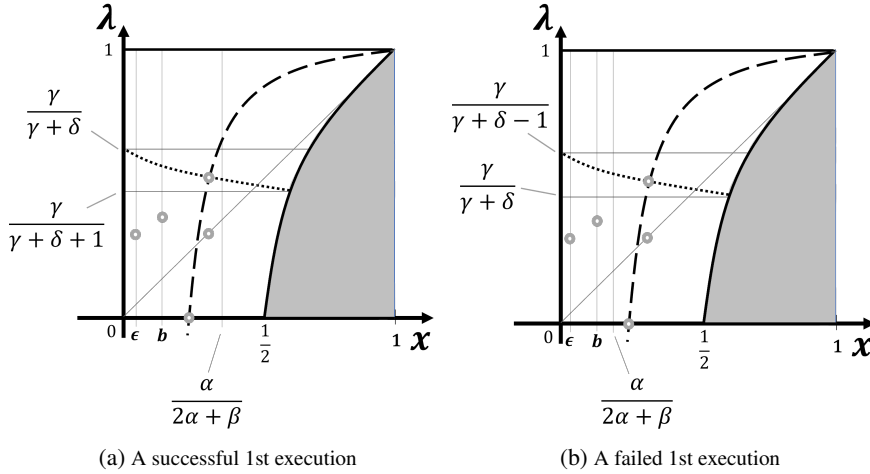 λ
1
γ
γ + δ
γ
γ + δ + 1
0
ϵ
b
1
2
1
x
α
2α + β
(a) A successful 1st execution
λ
1
γ
γ + δ − 1
γ
γ + δ
0
ϵ
b
1
2
1
x
α
2α + β
(b) A failed 1st execution